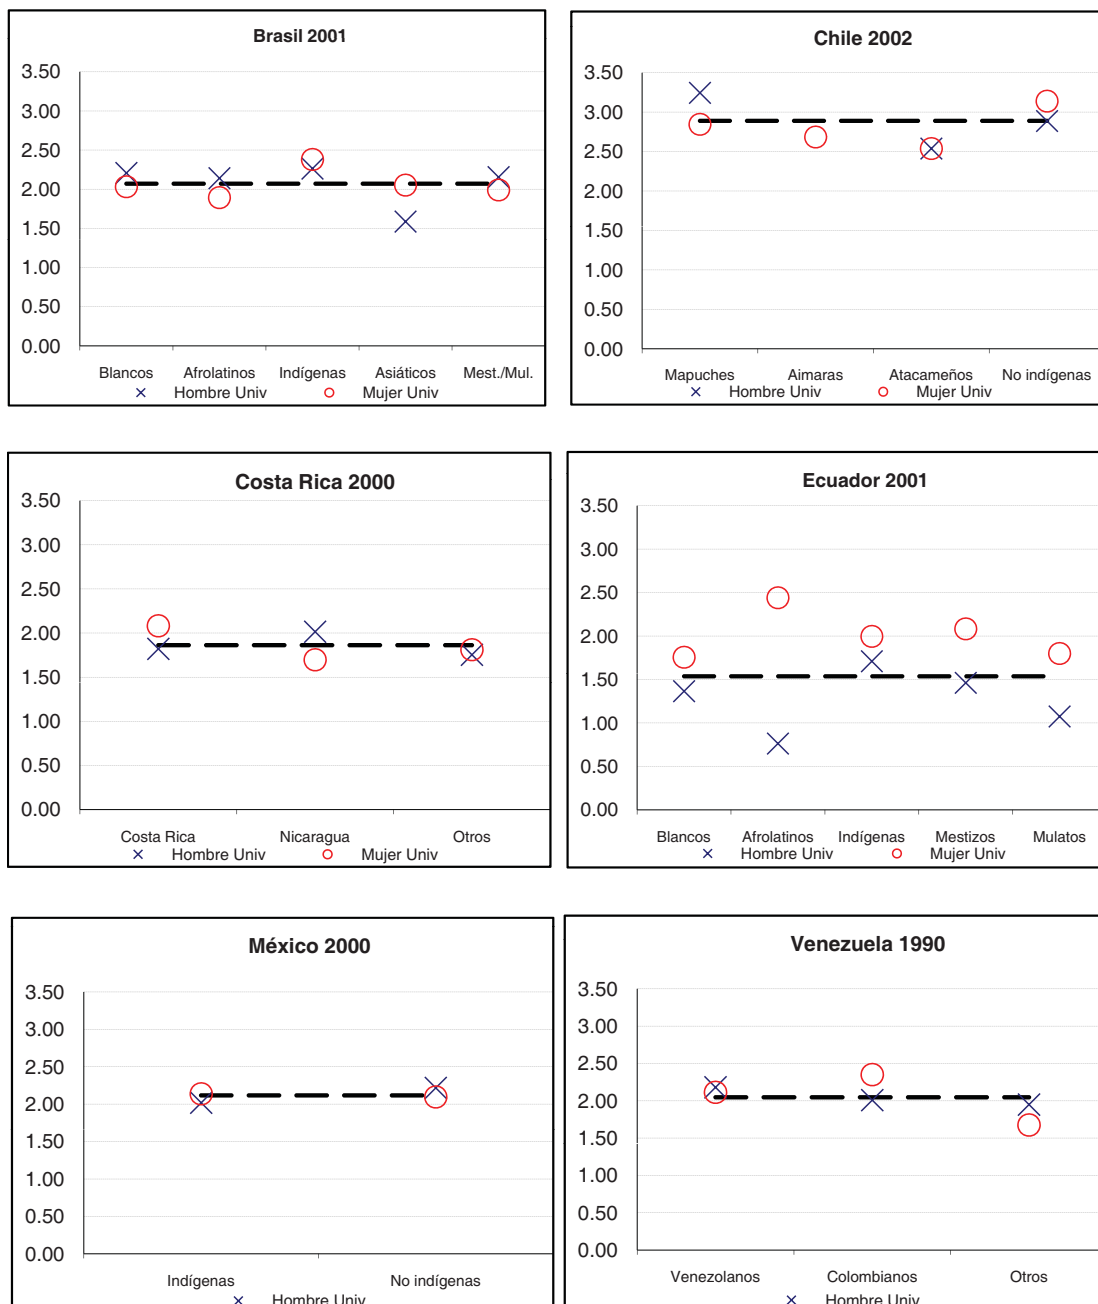 Brasil 2001
3.50
3.00
2.50
2.00
1.50
1.00
0.50
0.00
Blancos Afrolatinos Indígenas Asiáticos Mest./Mul.
Hombre Univ Mujer Univ
Chile 2002
3.50
3.00
2.50
2.00
1.50
1.00
0.50
0.00
Mapuches Aimaras Atacameños No indígenas
Hombre Univ Mujer Univ
Costa Rica 2000
3.50
3.00
2.50
2.00
1.50
1.00
0.50
0.00
Costa Rica Nicaragua Otros
Hombre Univ Mujer Univ
Ecuador 2001
3.50
3.00
2.50
2.00
1.50
1.00
0.50
0.00
Blancos Afrolatinos Indígenas Mestizos Mulatos
Hombre Univ Mujer Univ
México 2000
3.50
3.00
2.50
2.00
1.50
1.00
0.50
0.00
Indígenas No indígenas
Hombre Univ
Venezuela 1990
3.50
3.00
2.50
2.00
1.50
1.00
0.50
0.00
Venezolanos Colombianos Otros
Hombre Univ